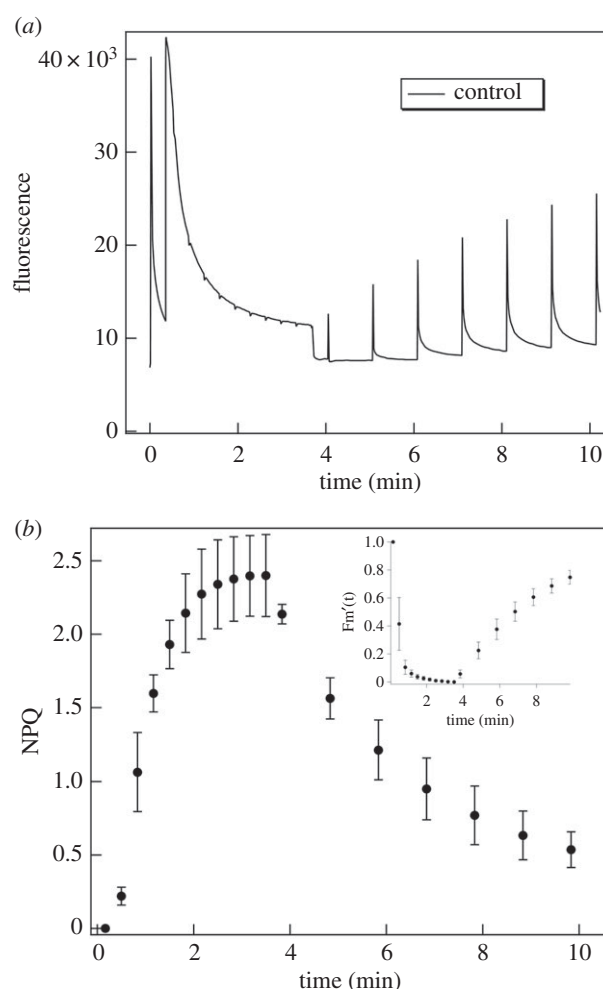 (a)
40 × 10³
30
20
10
0
fluorescence
control
0 2 4 6 8 10
time (min)
(b)
2.5
2.0
1.5
1.0
0.5
0
NPQ
1.0
0.8
0.6
0.4
0.2
0
Fm′(t)
2 4 6 8
time (min)
0 2 4 6 8 10
time (min)